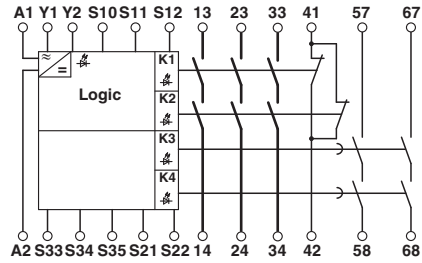 A1 Y1 Y2 S10 S11 S12 13 23 33 41 57 67
K1
Logic
K2
K3
K4
A2 S33 S34 S35 S21 S22 14 24 34 42 58 68